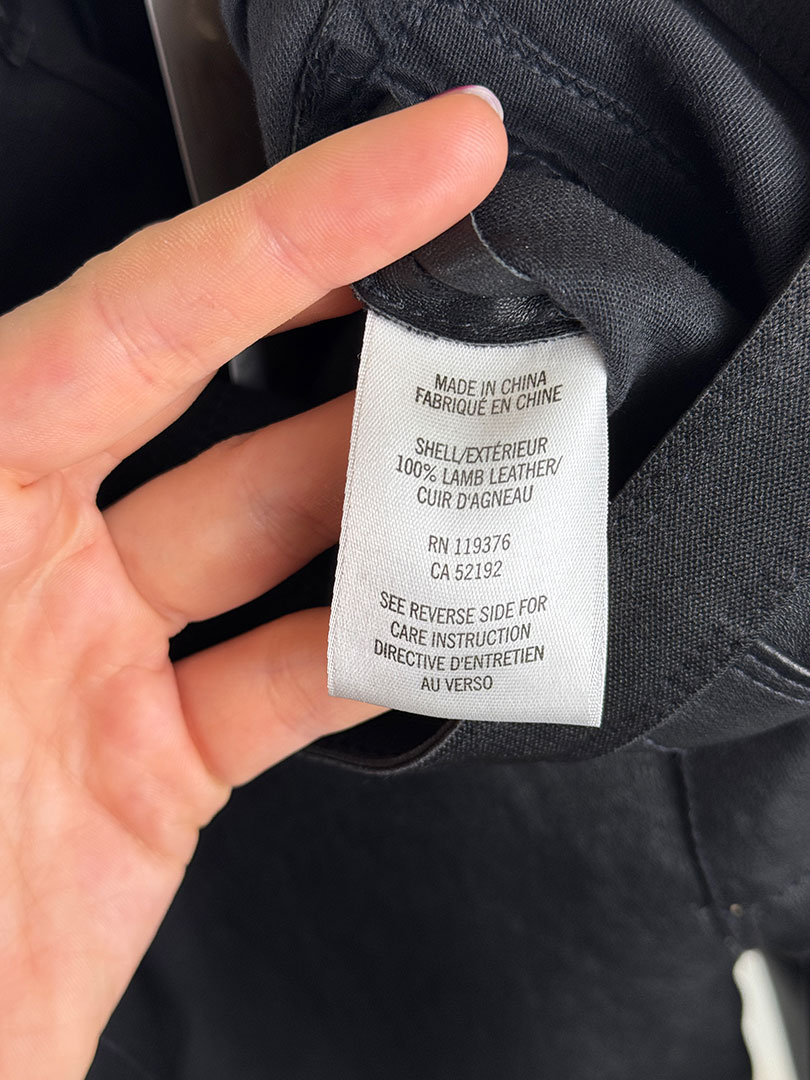 MADE IN CHINA
FABRIQUÉ EN CHINE
SHELL/EXTÉRIEUR
100% LAMB LEATHER/
CUIR D'AGNEAU
RN 119376
CA 52192
SEE REVERSE SIDE FOR
CARE INSTRUCTION
DIRECTIVE D'ENTRETIEN
AU VERSO